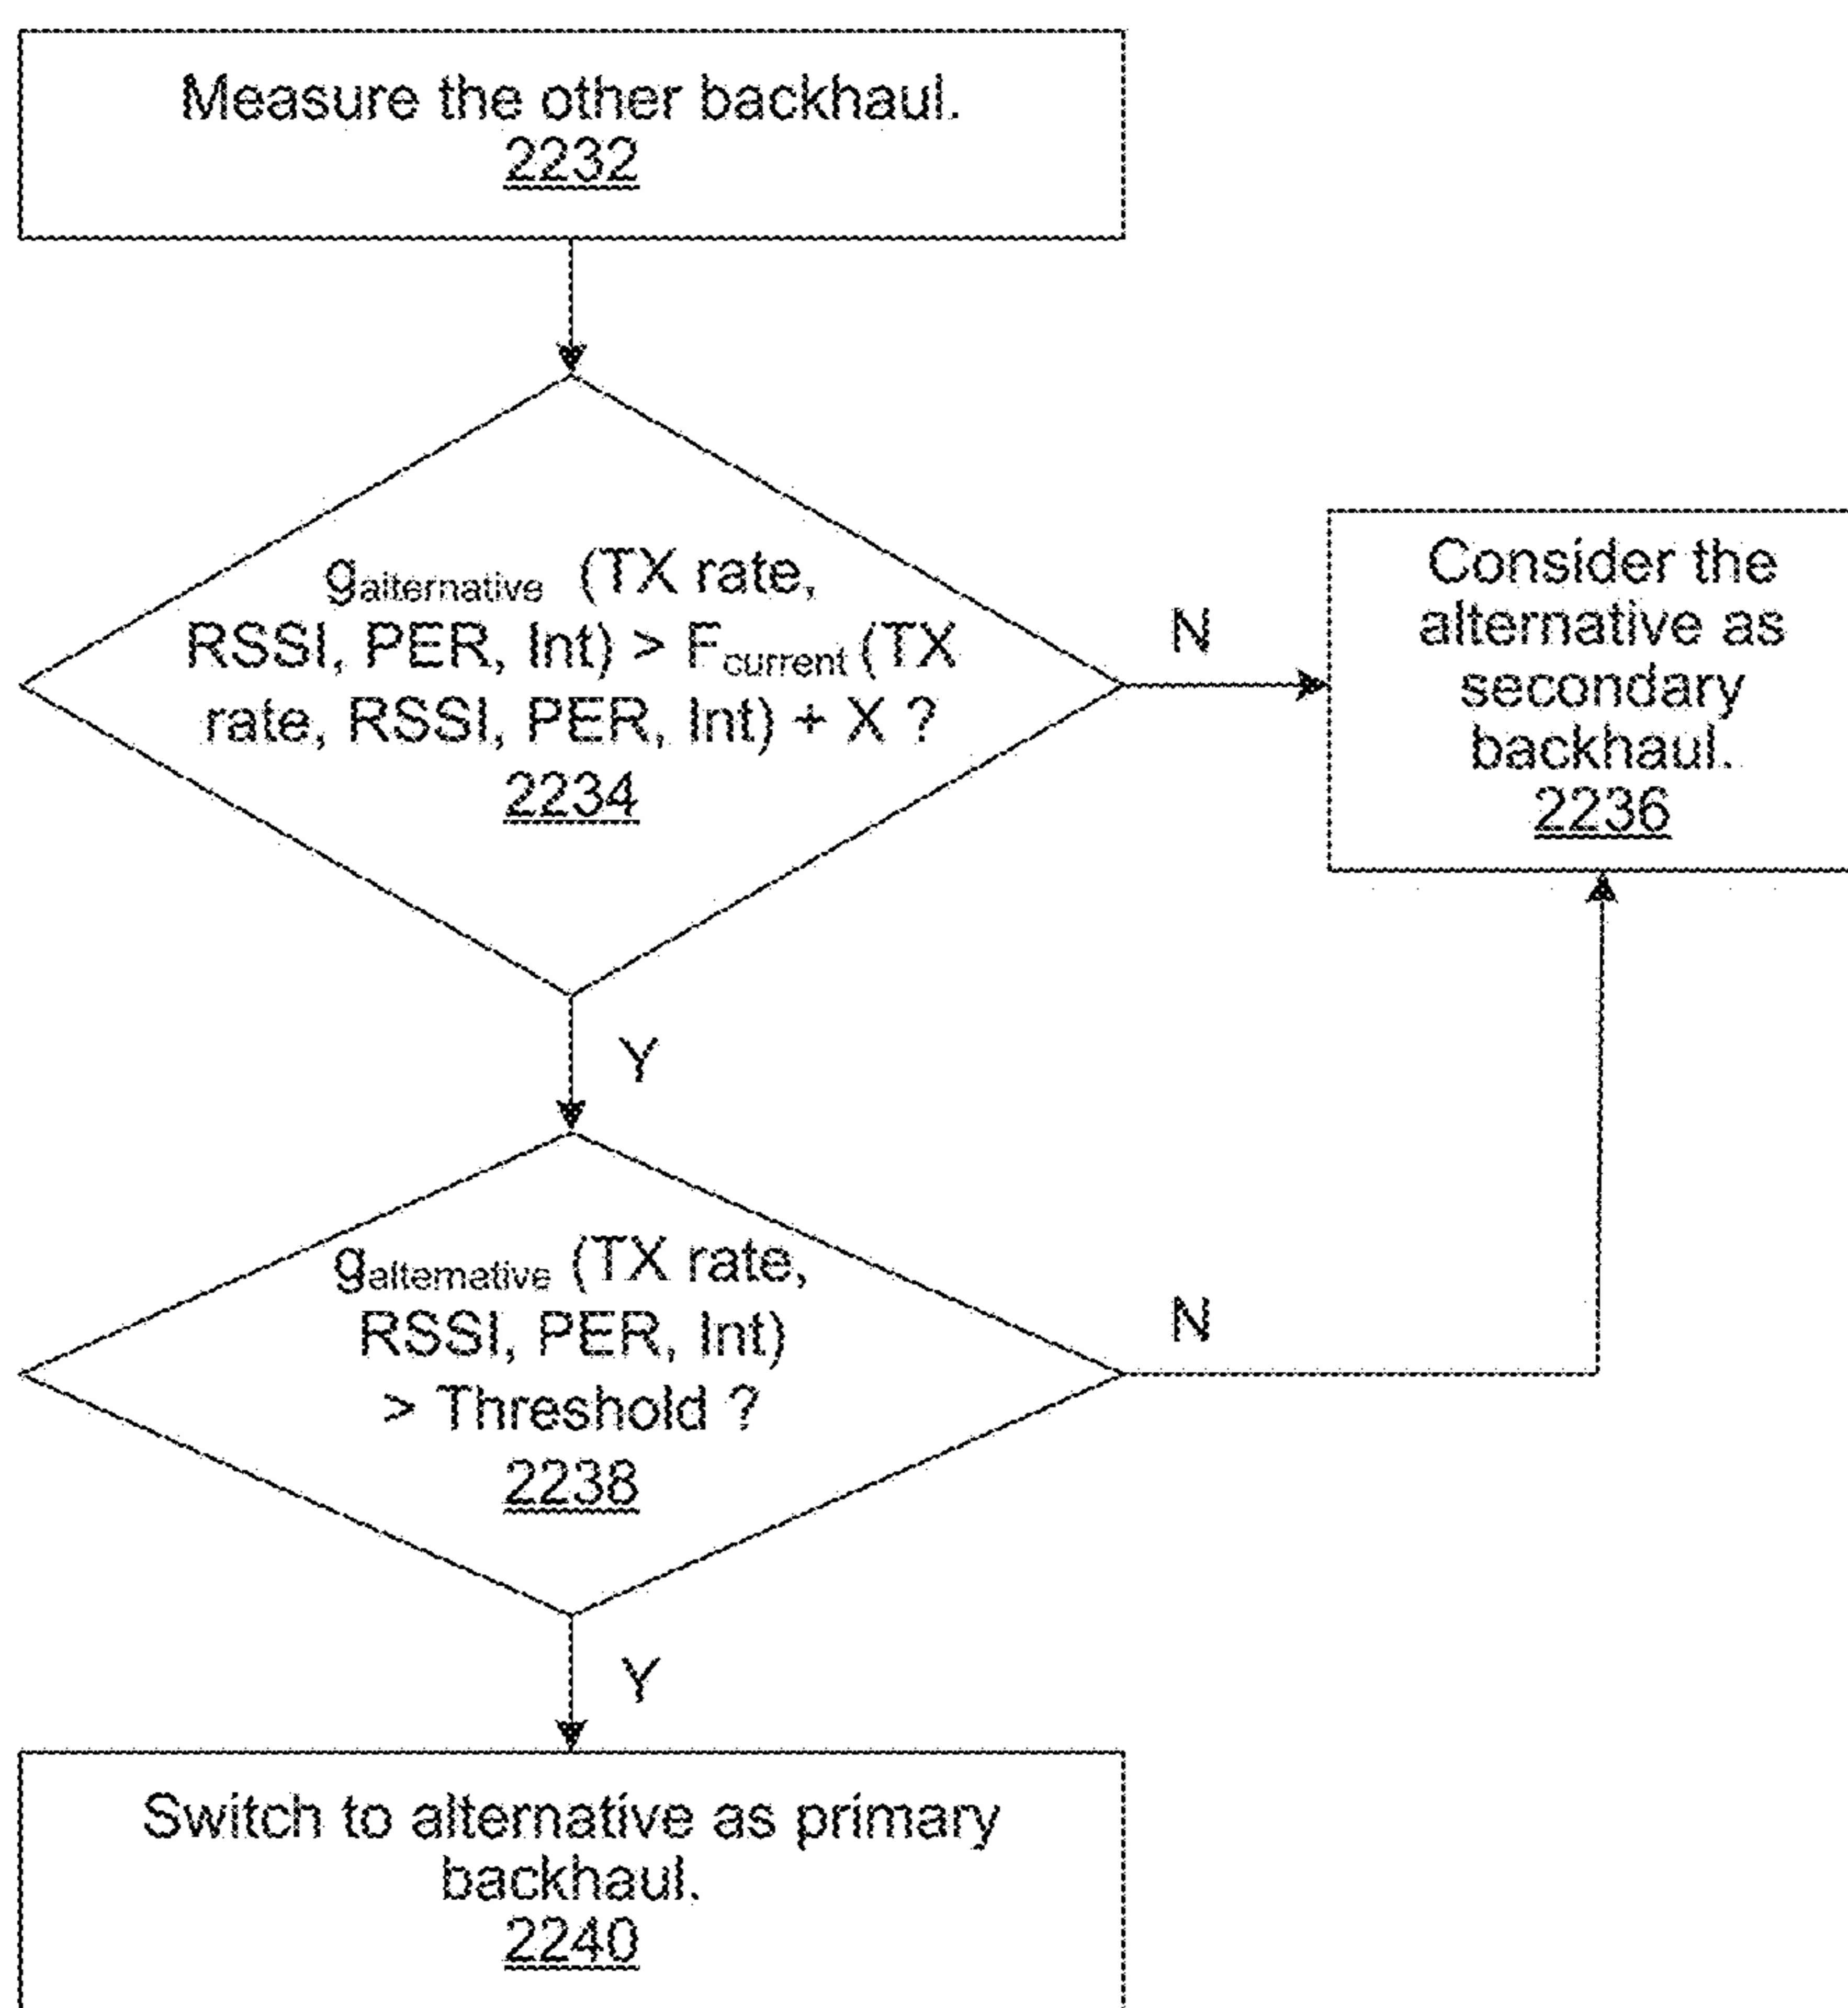 Measure the other backhaul.
2232
galternative (TX rate,
RSSI, PER, Int) > Fcurrent (TX
rate, RSSI, PER, Int) + X ?
2234
N
Consider the
alternative as
secondary
backhaul.
2236
Y
galternative (TX rate,
RSSI, PER, Int)
> Threshold ?
2238
N
Y
Switch to alternative as primary
backhaul.
2240